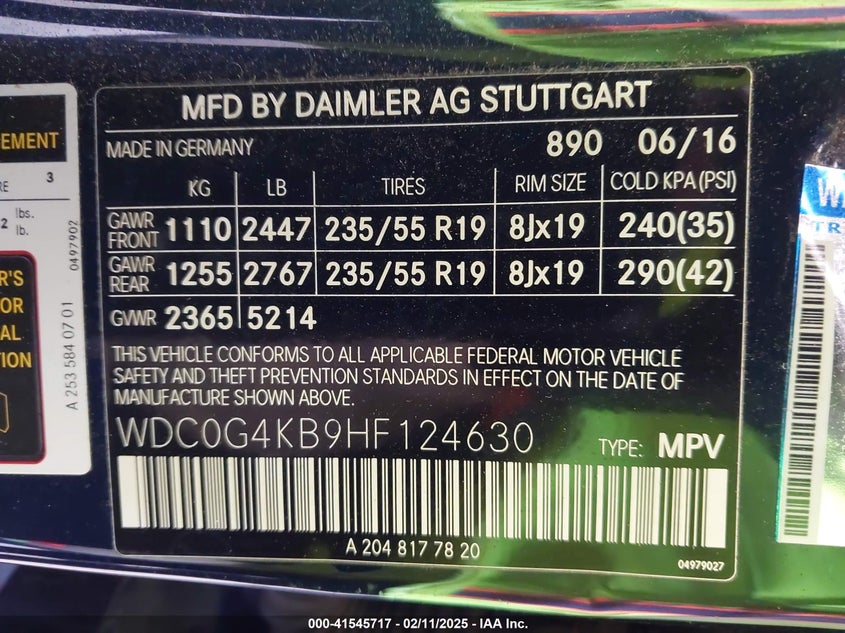 MFD BY DAIMLER AG STUTTGART
MADE IN GERMANY 890 06/16
KG LB TIRES RIM SIZE COLD KPA(PSI)
GAWR FRONT 1110 2447 235/55 R19 8Jx19 240(35)
GAWR REAR 1255 2767 235/55 R19 8Jx19 290(42)
GVWR 2365 5214
THIS VEHICLE CONFORMS TO ALL APPLICABLE FEDERAL MOTOR VEHICLE
SAFETY AND THEFT PREVENTION STANDARDS IN EFFECT ON THE DATE OF
MANUFACTURE SHOWN ABOVE.
WDC0G4KB9HF124630 TYPE: MPV
A 204 817 78 20
04979027
EMENT
3
lbs.
lb.
0497902
A 253 584 07 01
000-41545717 - 02/11/2025 - IAA Inc.